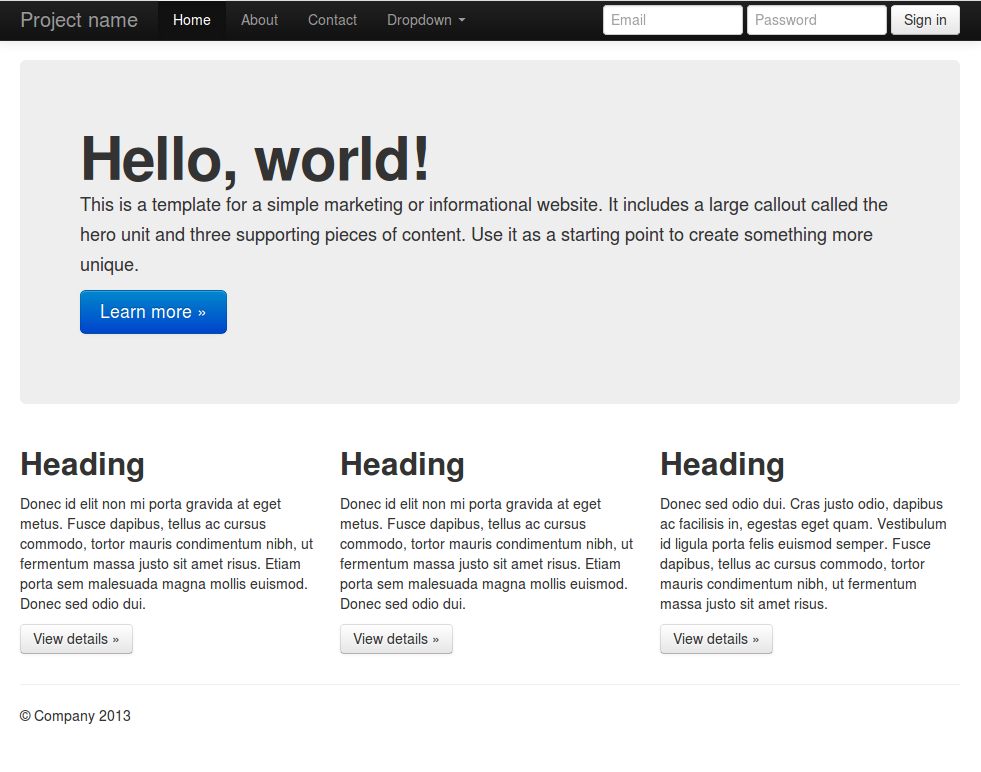 Project name Home About Contact Dropdown Email Password Sign in
Hello, world!
This is a template for a simple marketing or informational website. It includes a large callout called the
hero unit and three supporting pieces of content. Use it as a starting point to create something more
unique.
Learn more »
Heading
Donec id elit non mi porta gravida at eget
metus. Fusce dapibus, tellus ac cursus
commodo, tortor mauris condimentum nibh, ut
fermentum massa justo sit amet risus. Etiam
porta sem malesuada magna mollis euismod.
Donec sed odio dui.
View details »
Heading
Donec id elit non mi porta gravida at eget
metus. Fusce dapibus, tellus ac cursus
commodo, tortor mauris condimentum nibh, ut
fermentum massa justo sit amet risus. Etiam
porta sem malesuada magna mollis euismod.
Donec sed odio dui.
View details »
Heading
Donec sed odio dui. Cras justo odio, dapibus
ac facilisis in, egestas eget quam. Vestibulum
id ligula porta felis euismod semper. Fusce
dapibus, tellus ac cursus commodo, tortor
mauris condimentum nibh, ut fermentum
massa justo sit amet risus.
View details »
© Company 2013